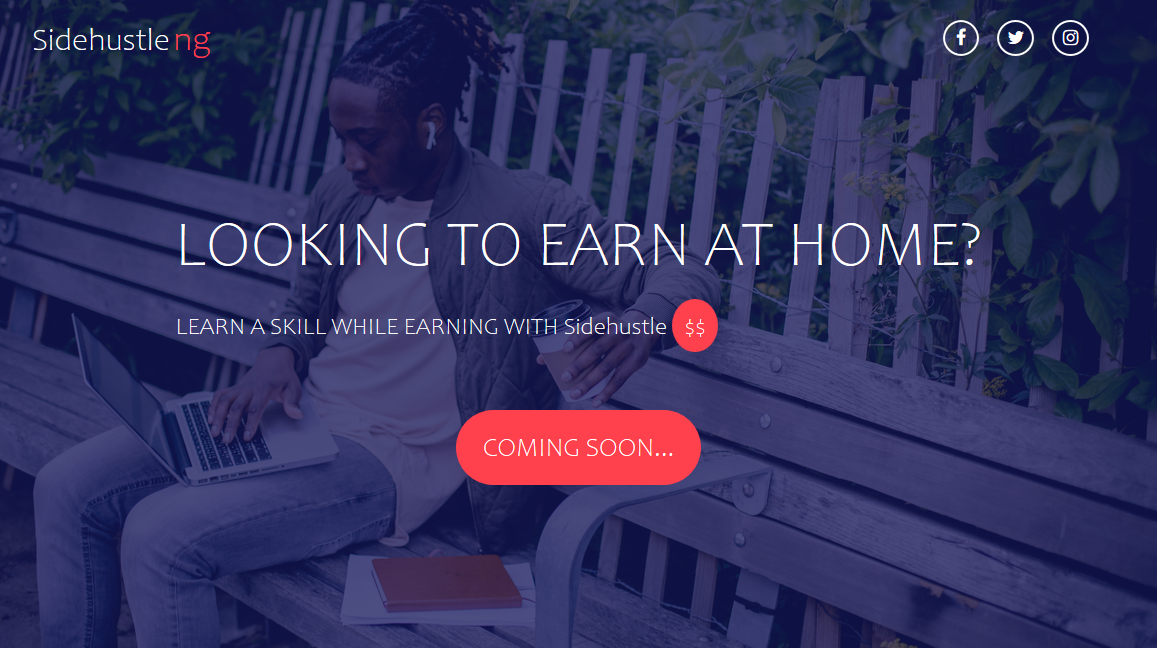 Sidehustle ng
LOOKING TO EARN AT HOME?
LEARN A SKILL WHILE EARNING WITH Sidehustle $$
COMING SOON...